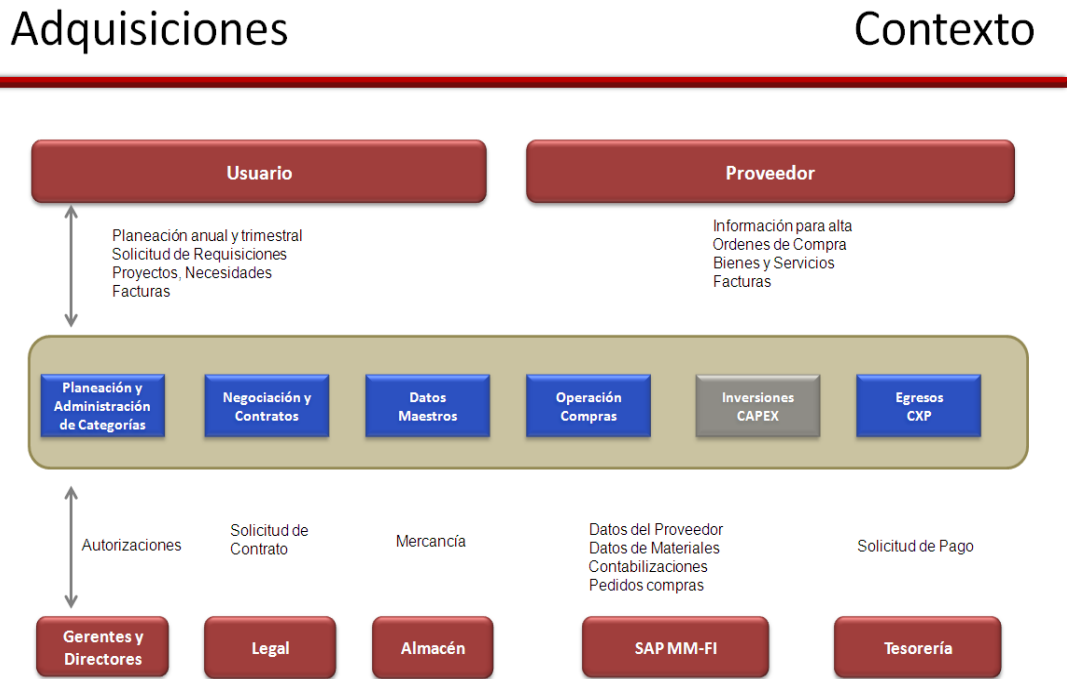 Adquisiciones
Contexto
Usuario
Proveedor
Planeación anual y trimestral
Solicitud de Requisiciones
Proyectos, Necesidades
Facturas
Información para alta
Ordenes de Compra
Bienes y Servicios
Facturas
Planeación y
Administración
de Categorías
Negociación y
Contratos
Datos
Maestros
Operación
Compras
Inversiones
CAPEX
Egresos
CXP
Autorizaciones
Solicitud de
Contrato
Mercancía
Datos del Proveedor
Datos de Materiales
Contabilizaciones
Pedidos compras
Solicitud de Pago
Gerentes y
Directores
Legal
Almacén
SAP MM-FI
Tesorería